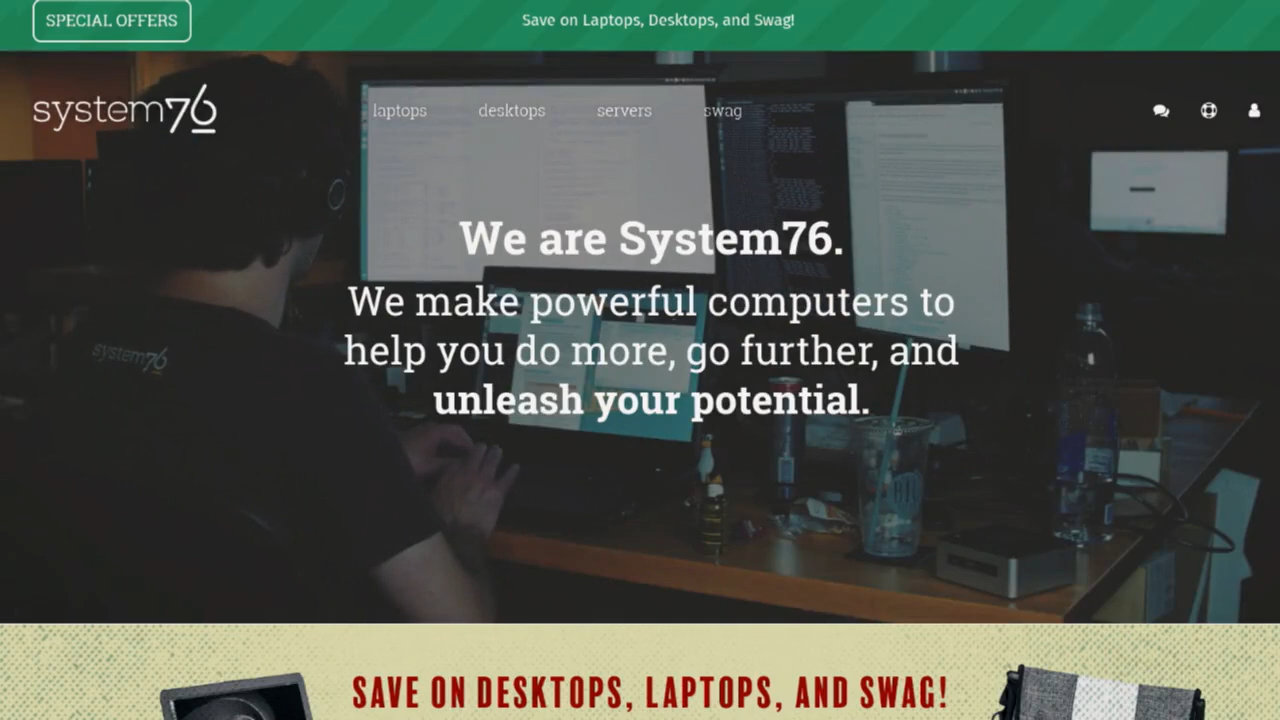 SPECIAL OFFERS
Save on Laptops, Desktops, and Swag!
system76
laptops
desktops
servers
swag
We are System76.
We make powerful computers to
help you do more, go further, and
unleash your potential.
system76
SAVE ON DESKTOPS, LAPTOPS, AND SWAG!